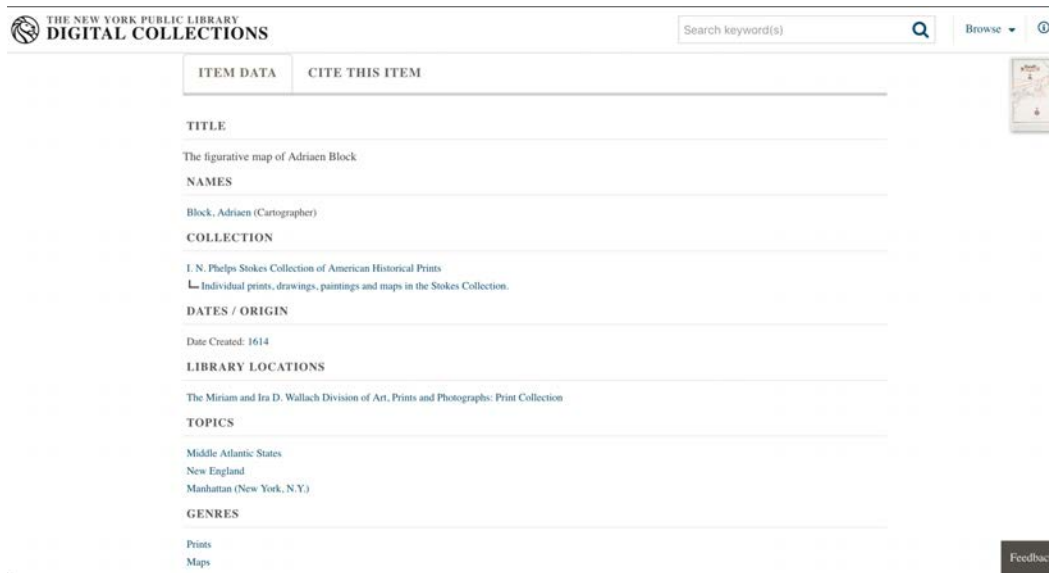 THE NEW YORK PUBLIC LIBRARY
DIGITAL COLLECTIONS
Search keyword(s)
Browse
ITEM DATA
CITE THIS ITEM
TITLE
The figurative map of Adriaen Block
NAMES
Block, Adriaen (Cartographer)
COLLECTION
I. N. Phelps Stokes Collection of American Historical Prints
Individual prints, drawings, paintings and maps in the Stokes Collection.
DATES / ORIGIN
Date Created: 1614
LIBRARY LOCATIONS
The Miriam and Ira D. Wallach Division of Art, Prints and Photographs: Print Collection
TOPICS
Middle Atlantic States
New England
Manhattan (New York, N.Y.)
GENRES
Prints
Maps
Feedbac